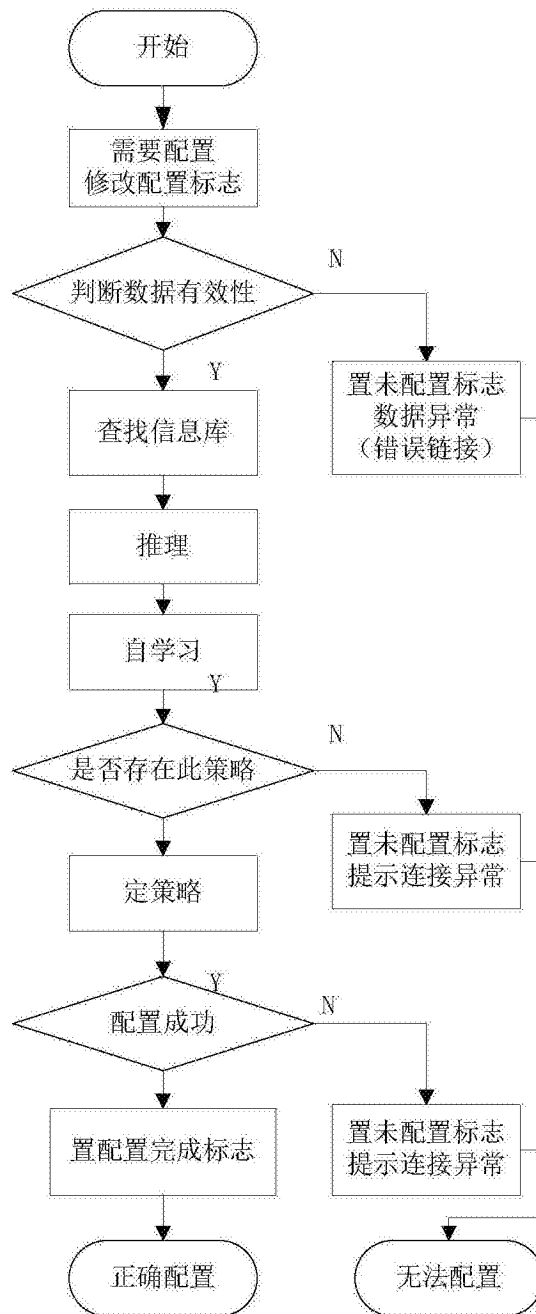 开始
需要配置
修改配置标志
判断数据有效性
N
Y
置未配置标志
数据异常
（错误链接）
查找信息库
推理
自学习
Y
是否存在此策略
N
置未配置标志
提示连接异常
定策略
Y
配置成功
N
置配置完成标志
置未配置标志
提示连接异常
正确配置
无法配置